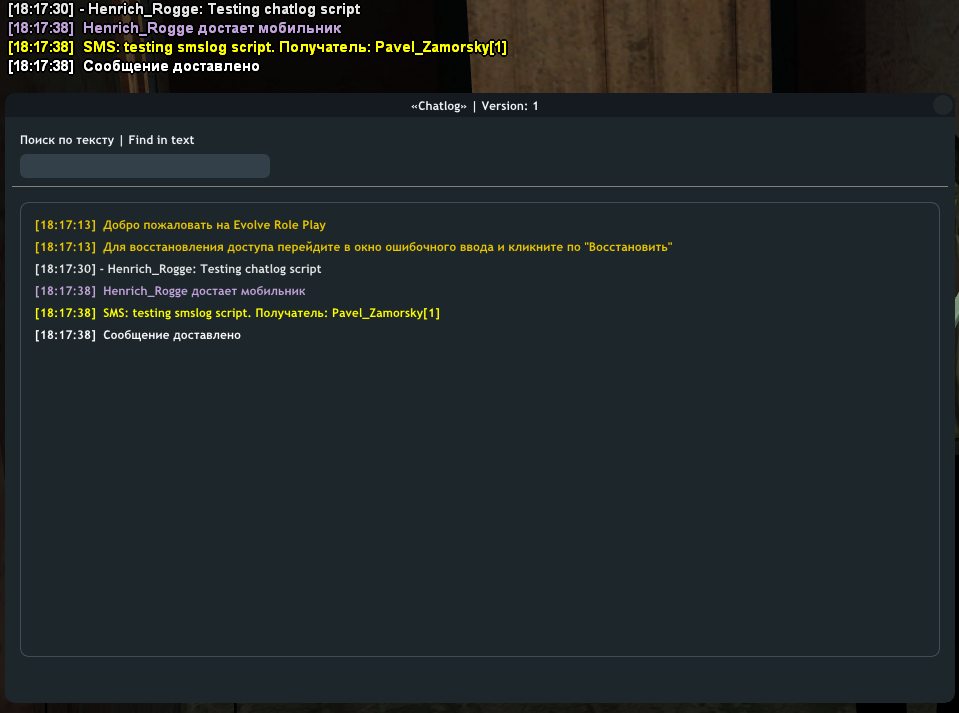 [18:17:30] - Henrich_Rogge: Testing chatlog script
[18:17:38] Henrich_Rogge достает мобильник
[18:17:38] SMS: testing smslog script. Получатель: Pavel_Zamorsky[1]
[18:17:38] Сообщение доставлено
«Chatlog» | Version: 1
Поиск по тексту | Find in text
[18:17:13] Добро пожаловать на Evolve Role Play
[18:17:13] Для восстановления доступа перейдите в окно ошибочного ввода и кликните по "Восстановить"
[18:17:30] - Henrich_Rogge: Testing chatlog script
[18:17:38] Henrich_Rogge достает мобильник
[18:17:38] SMS: testing smslog script. Получатель: Pavel_Zamorsky[1]
[18:17:38] Сообщение доставлено